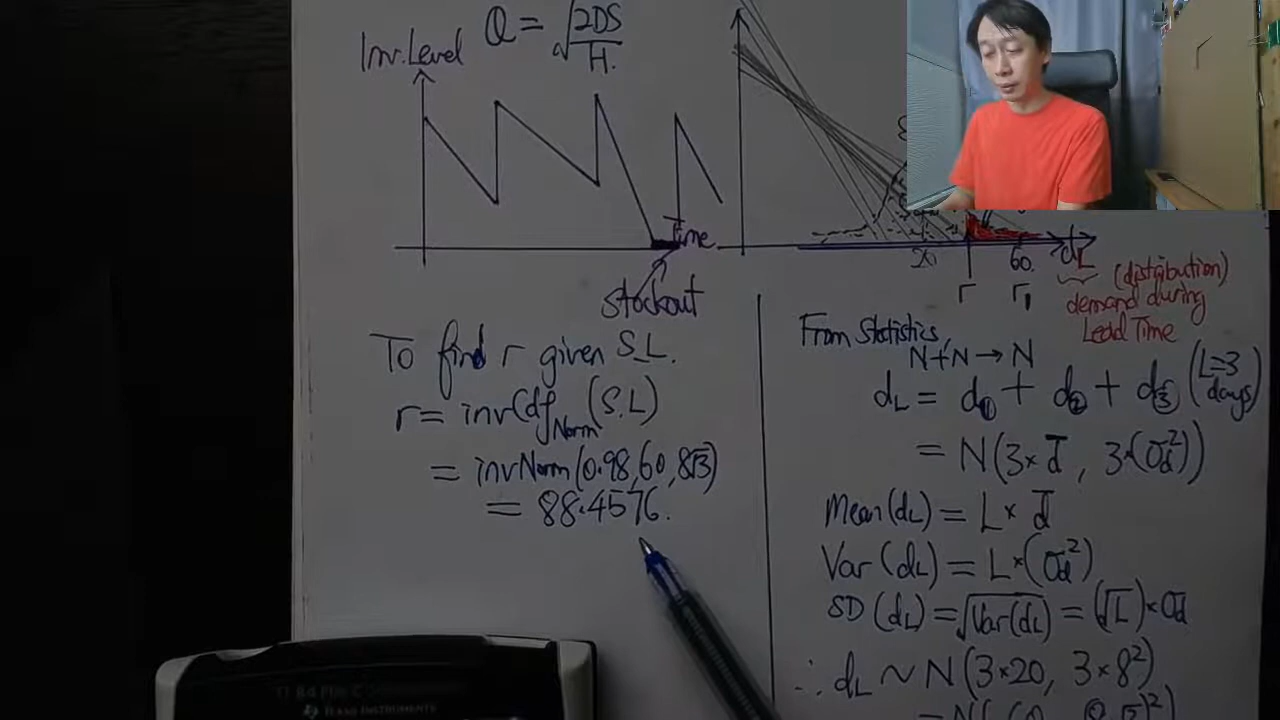 Q = √2DS/H.
Inv. Level
Time
stockout
20
60.
dL
r
r1
(distribution)
demand during
Lead Time
To find r given S.L.
r = invCdfNorm(S.L)
= invNorm(0.98, 60, 8√3)
= 88.4576.
From Statistics,
N+N → N
dL = d1 + d2 + d3 (L=3 days)
= N(3×d̄, 3×(σd²))
Mean(dL) = L × d̄
Var(dL) = L×(σd²)
SD(dL) = √Var(dL) = (√L)×σd
∴ dL ~ N(3×20, 3×8²)
TEXAS INSTRUMENTS